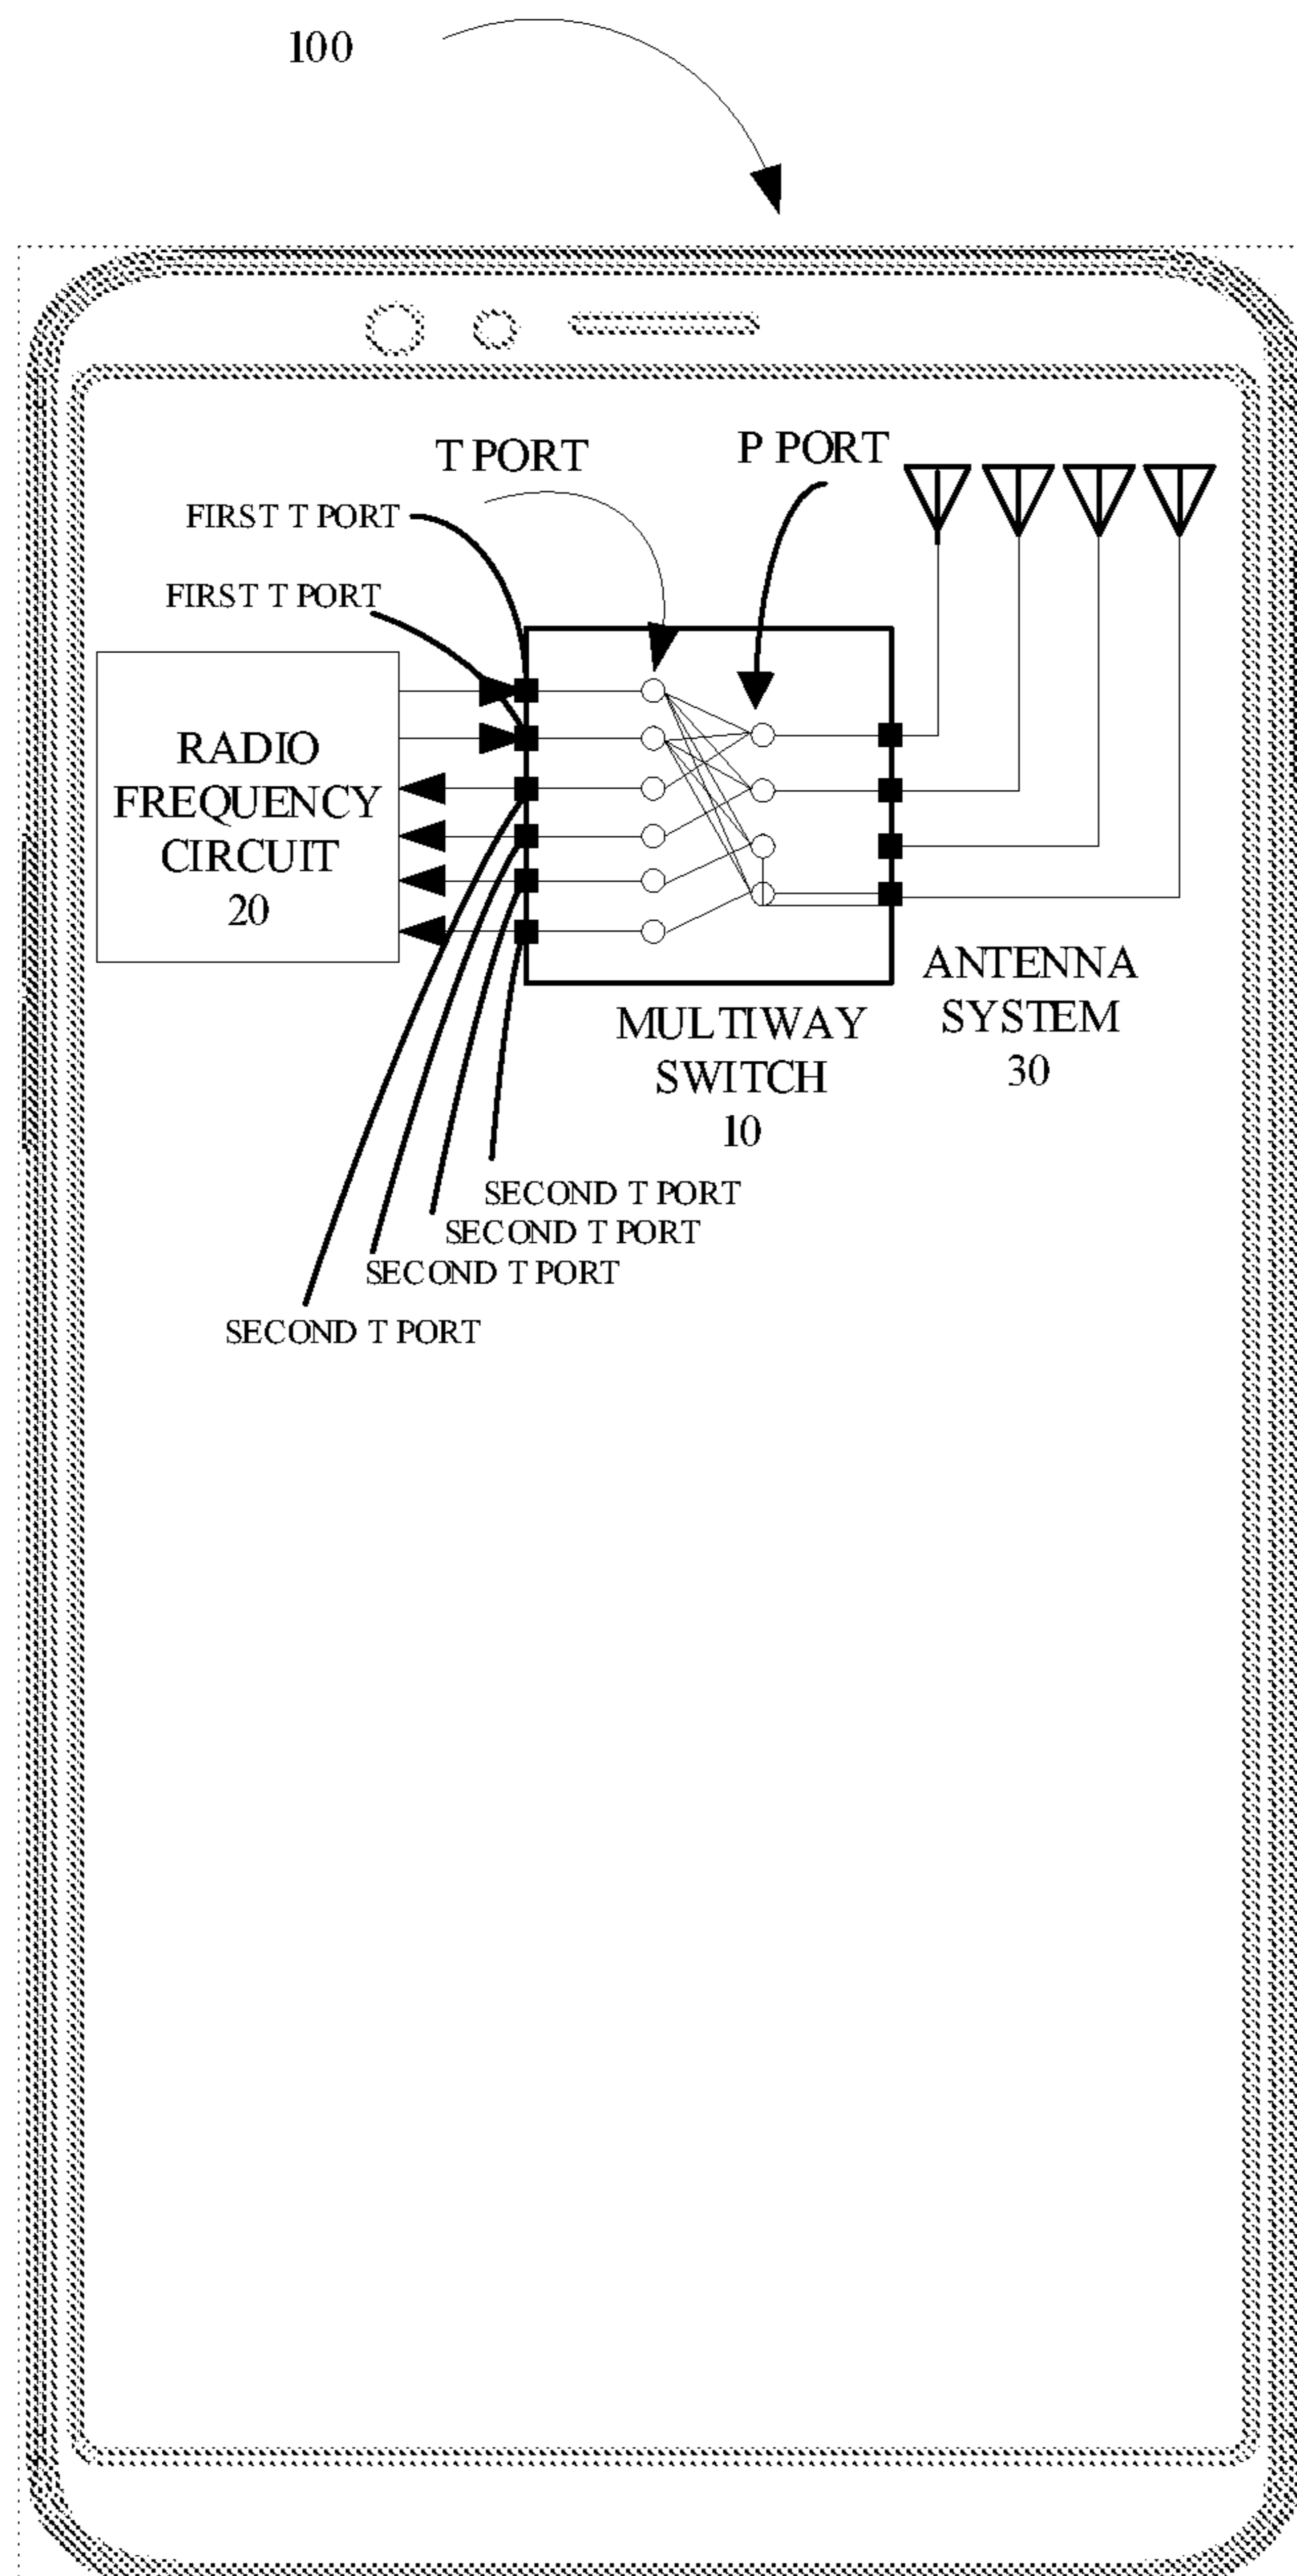 100
T PORT
P PORT
FIRST T PORT
FIRST T PORT
RADIO
FREQUENCY
CIRCUIT
20
ANTENNA
SYSTEM
30
MULTIWAY
SWITCH
10
SECOND T PORT
SECOND T PORT
SECOND T PORT
SECOND T PORT